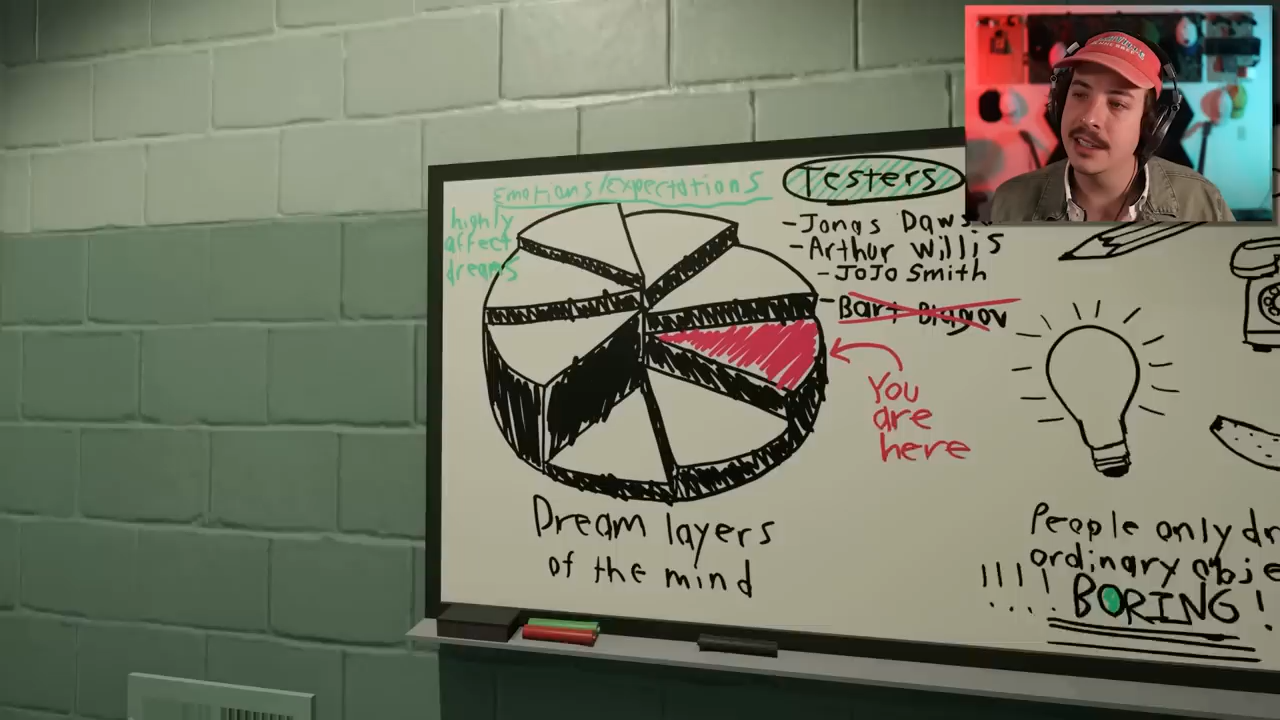 Emotions/Expectations
highly
affect
dreams
Testers
-Jonas
-Arthur Willis
-JoJo Smith
-Bart
You
are
here
Dream layers
of the mind
People only
ordinary
!!!! BORING!